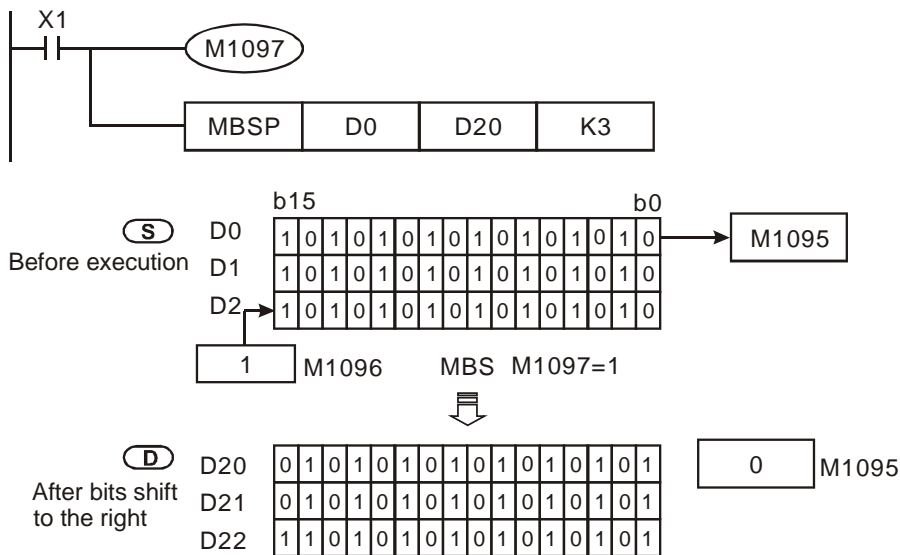 X1
M1097
MBSP D0 D20 K3
b15 b0
S D0 1 0 1 0 1 0 1 0 1 0 1 0 1 0 1 0 M1095
Before execution D1 1 0 1 0 1 0 1 0 1 0 1 0 1 0 1 0
D2 1 0 1 0 1 0 1 0 1 0 1 0 1 0 1 0
1 M1096 MBS M1097=1
D D20 0 1 0 1 0 1 0 1 0 1 0 1 0 1 0 1 0 M1095
After bits shift D21 0 1 0 1 0 1 0 1 0 1 0 1 0 1 0 1
to the right
D22 1 1 0 1 0 1 0 1 0 1 0 1 0 1 0 1